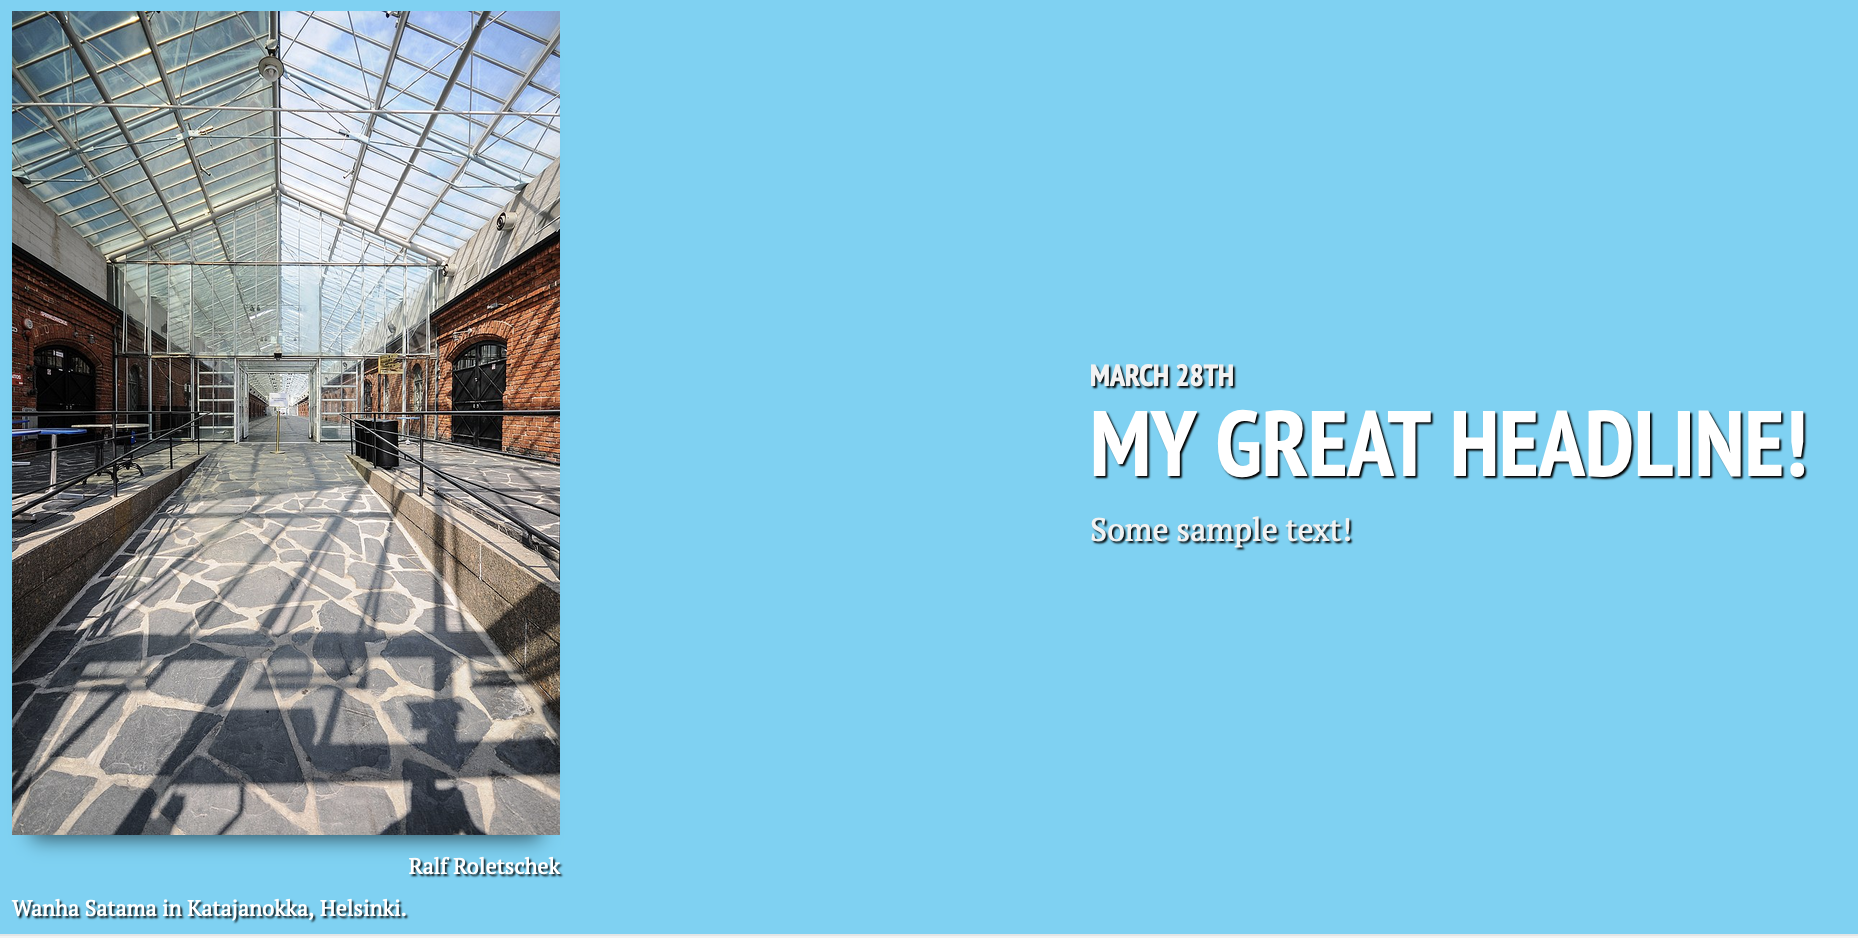 MARCH 28TH
MY GREAT HEADLINE!
Some sample text!
Ralf Roletschek
Wanha Satama in Katajanokka, Helsinki.